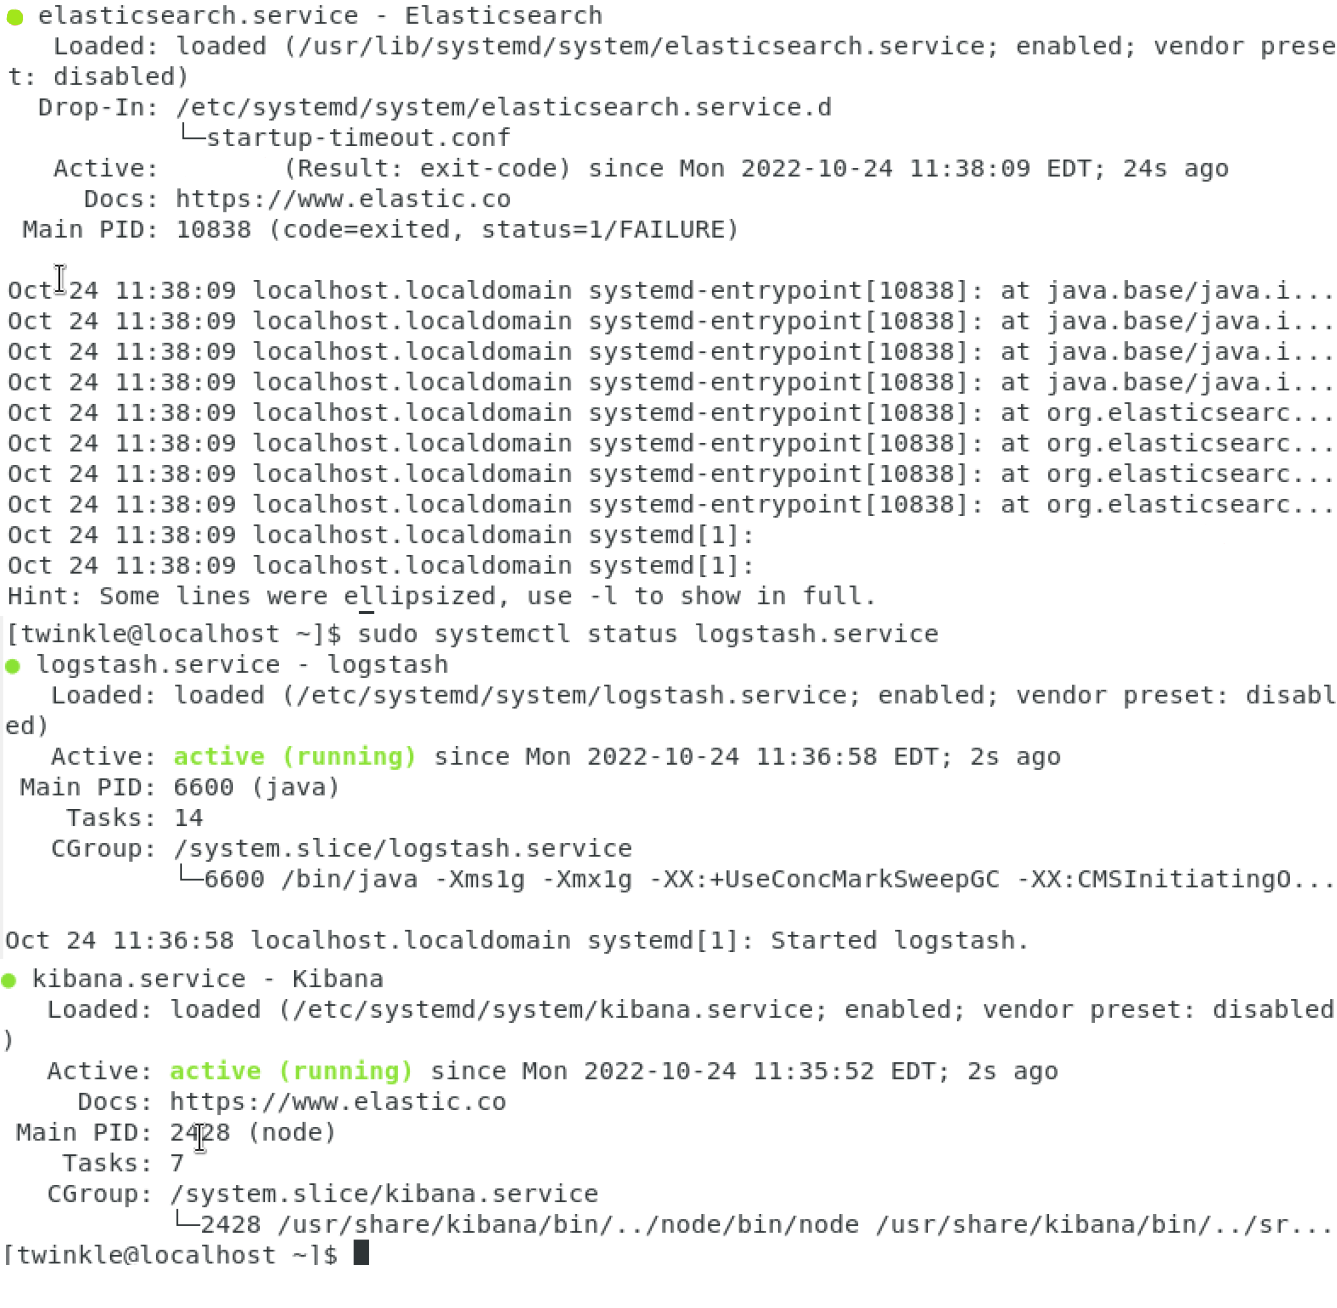 ● elasticsearch.service - Elasticsearch
Loaded: loaded (/usr/lib/systemd/system/elasticsearch.service; enabled; vendor prese
t: disabled)
Drop-In: /etc/systemd/system/elasticsearch.service.d
└─startup-timeout.conf
Active: (Result: exit-code) since Mon 2022-10-24 11:38:09 EDT; 24s ago
Docs: https://www.elastic.co
Main PID: 10838 (code=exited, status=1/FAILURE)
Oct 24 11:38:09 localhost.localdomain systemd-entrypoint[10838]: at java.base/java.i...
Oct 24 11:38:09 localhost.localdomain systemd-entrypoint[10838]: at java.base/java.i...
Oct 24 11:38:09 localhost.localdomain systemd-entrypoint[10838]: at java.base/java.i...
Oct 24 11:38:09 localhost.localdomain systemd-entrypoint[10838]: at java.base/java.i...
Oct 24 11:38:09 localhost.localdomain systemd-entrypoint[10838]: at org.elasticsearc...
Oct 24 11:38:09 localhost.localdomain systemd-entrypoint[10838]: at org.elasticsearc...
Oct 24 11:38:09 localhost.localdomain systemd-entrypoint[10838]: at org.elasticsearc...
Oct 24 11:38:09 localhost.localdomain systemd-entrypoint[10838]: at org.elasticsearc...
Oct 24 11:38:09 localhost.localdomain systemd[1]:
Oct 24 11:38:09 localhost.localdomain systemd[1]:
Hint: Some lines were ellipsized, use -l to show in full.
[twinkle@localhost ~]$ sudo systemctl status logstash.service
● logstash.service - logstash
Loaded: loaded (/etc/systemd/system/logstash.service; enabled; vendor preset: disabl
ed)
Active: active (running) since Mon 2022-10-24 11:36:58 EDT; 2s ago
Main PID: 6600 (java)
Tasks: 14
CGroup: /system.slice/logstash.service
└─6600 /bin/java -Xms1g -Xmx1g -XX:+UseConcMarkSweepGC -XX:CMSInitiatingO...
Oct 24 11:36:58 localhost.localdomain systemd[1]: Started logstash.
● kibana.service - Kibana
Loaded: loaded (/etc/systemd/system/kibana.service; enabled; vendor preset: disabled
)
Active: active (running) since Mon 2022-10-24 11:35:52 EDT; 2s ago
Docs: https://www.elastic.co
Main PID: 2428 (node)
Tasks: 7
CGroup: /system.slice/kibana.service
└─2428 /usr/share/kibana/bin/../node/bin/node /usr/share/kibana/bin/../sr...
[twinkle@localhost ~]$